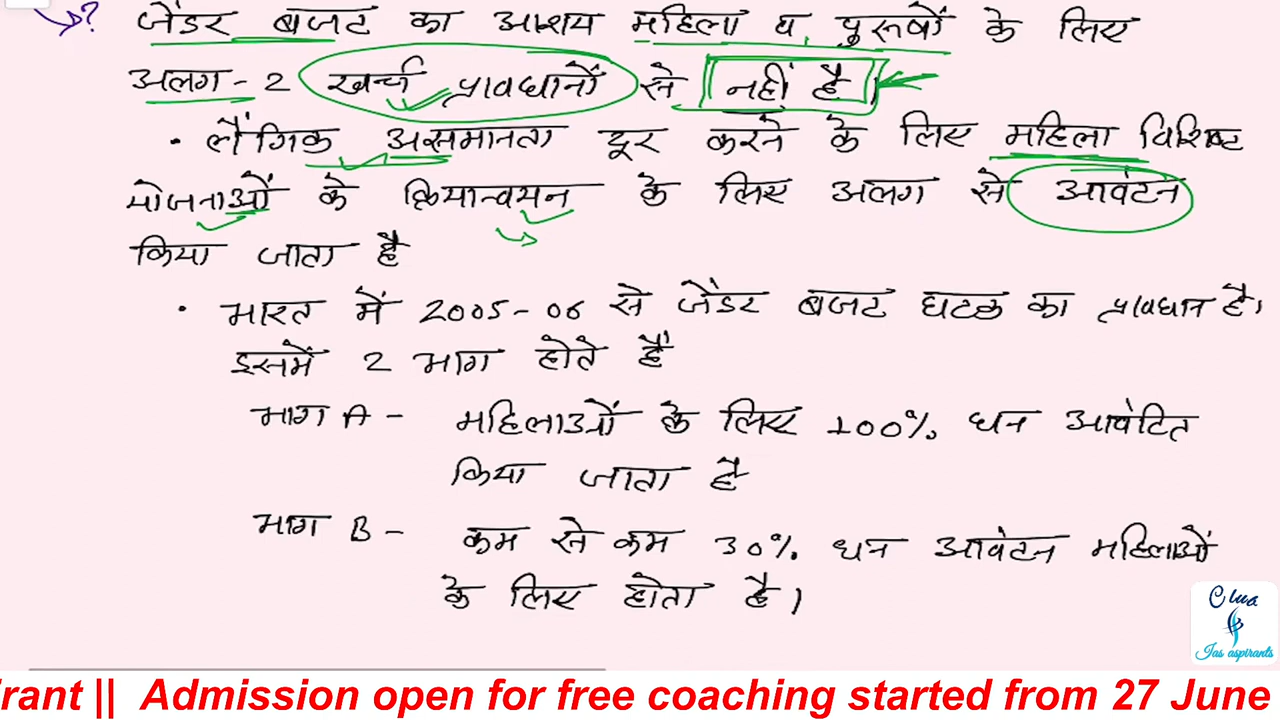 ? जेंडर बजट का आशय महिला व पुरूषों के लिए
अलग-2 खर्च प्रावधानों से नहीं है।
• लैंगिक असमानता दूर करने के लिए महिला विशिष्ट
योजनाओं के क्रियान्वयन के लिए अलग से आवंटन
किया जाता है
• भारत में 2005-06 से जेंडर बजट घटक का प्रावधान है।
इसमें 2 भाग होते हैं
भाग A - महिलाओं के लिए 100% धन आवंटित
किया जाता है
भाग B - कम से कम 30% धन आवंटन महिलाओं
के लिए होता है।
Ias aspirants
irant || Admission open for free coaching started from 27 June